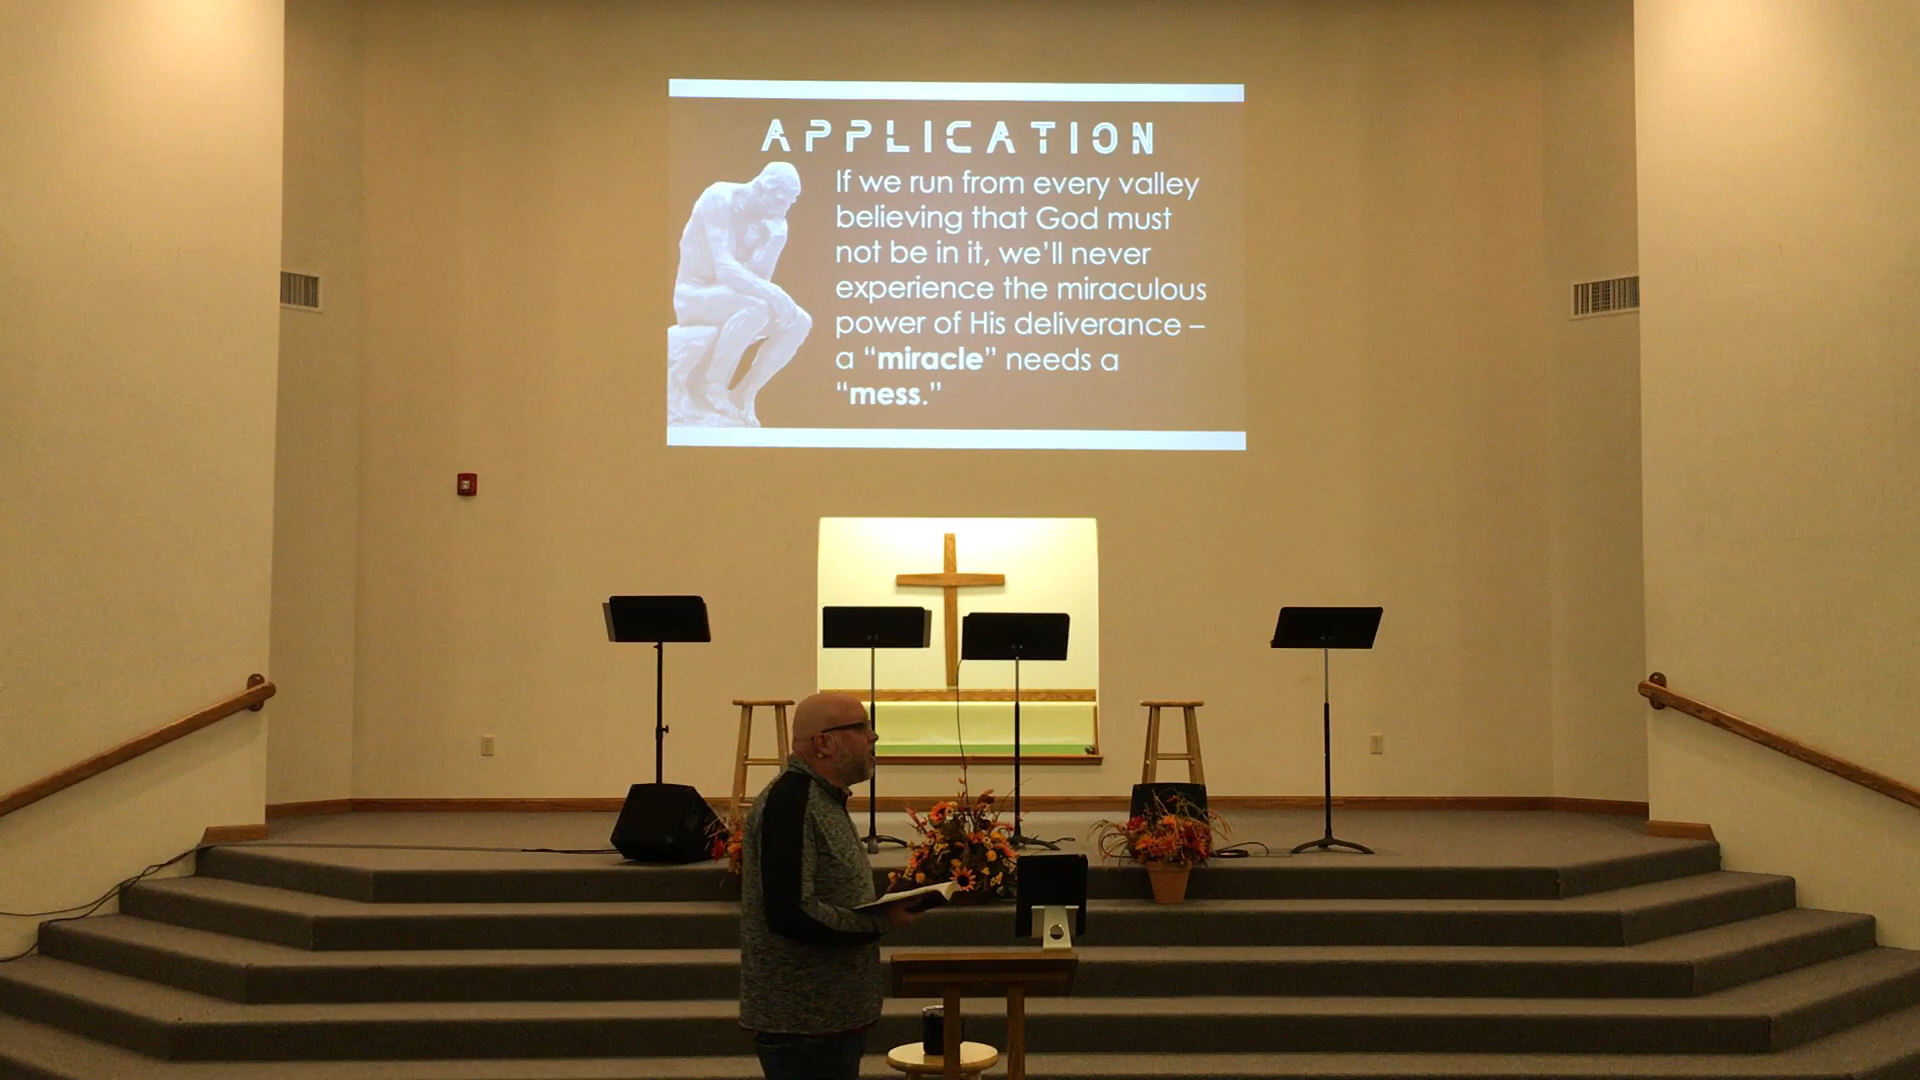 APPLICATION
If we run from every valley
believing that God must
not be in it, we’ll never
experience the miraculous
power of His deliverance –
a “miracle” needs a
“mess.”